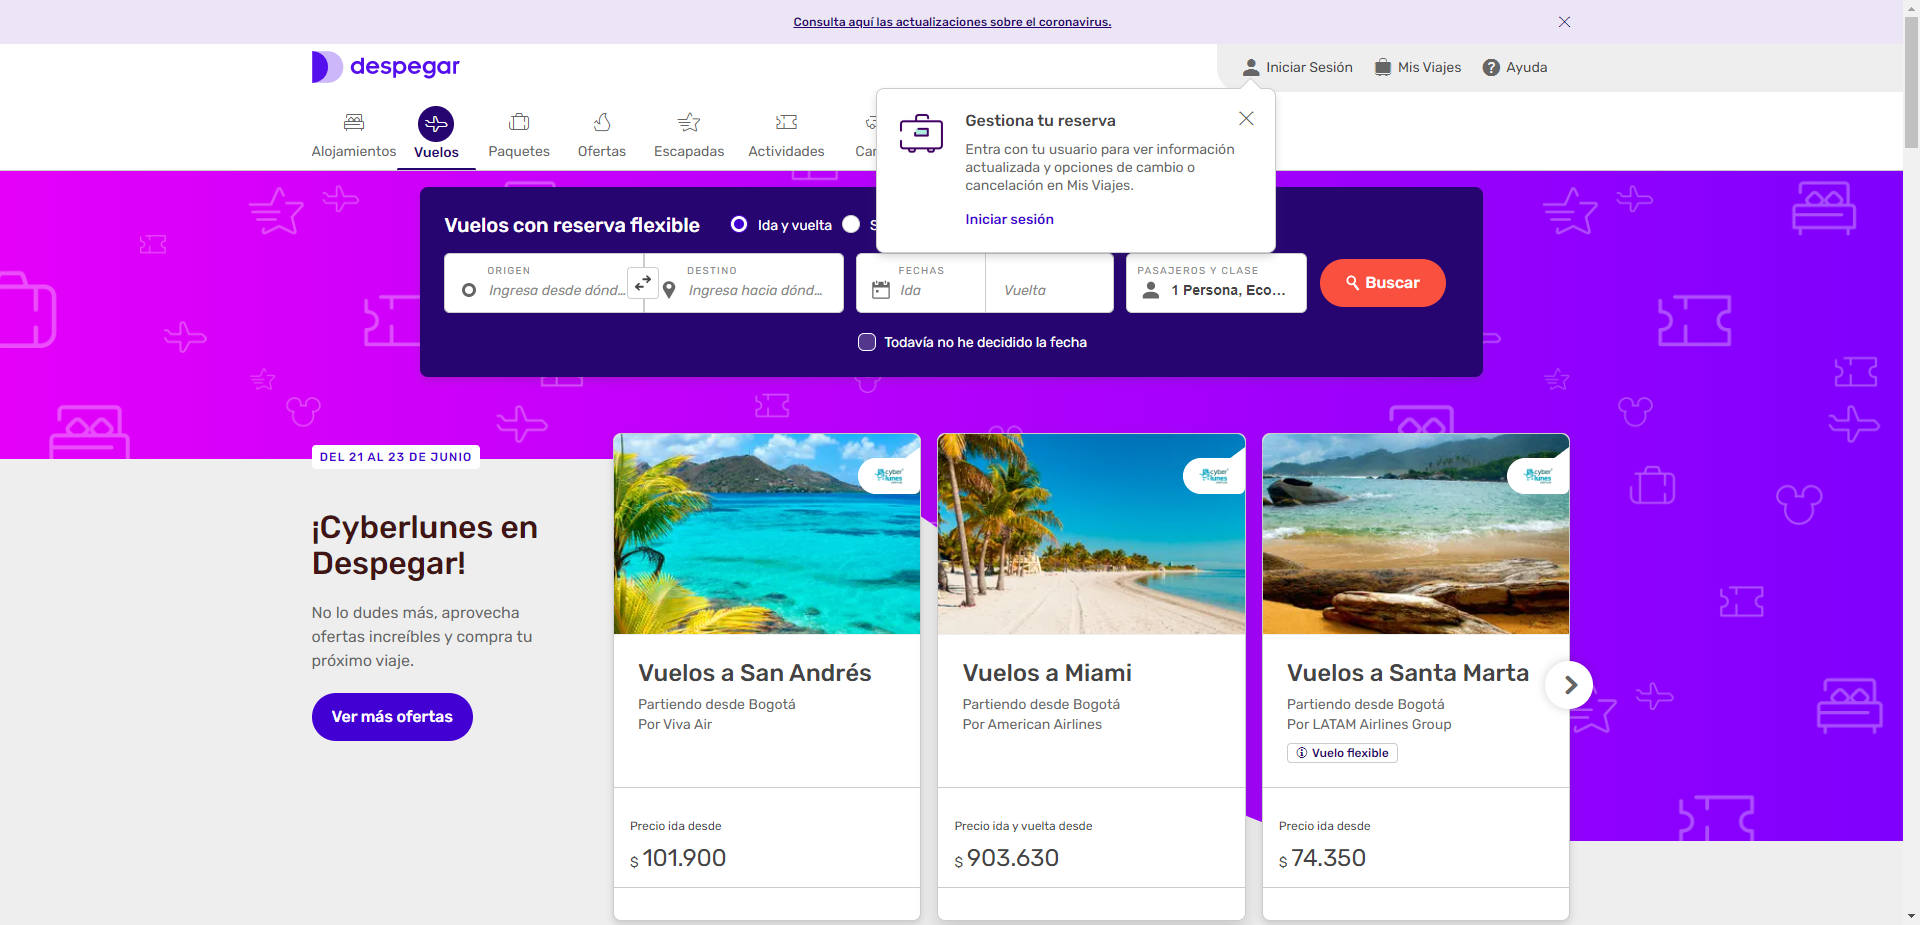 Consulta aquí las actualizaciones sobre el coronavirus.
despegar
Iniciar Sesión
Mis Viajes
Ayuda
Alojamientos
Vuelos
Paquetes
Ofertas
Escapadas
Actividades
Gestiona tu reserva
Entra con tu usuario para ver información
actualizada y opciones de cambio o
cancelación en Mis Viajes.
Iniciar sesión
Vuelos con reserva flexible
Ida y vuelta
ORIGEN
Ingresa desde dónd...
DESTINO
Ingresa hacia dónd...
FECHAS
Ida
Vuelta
PASAJEROS Y CLASE
1 Persona, Eco...
Buscar
Todavía no he decidido la fecha
DEL 21 AL 23 DE JUNIO
¡Cyberlunes en
Despegar!
No lo dudes más, aprovecha
ofertas increíbles y compra tu
próximo viaje.
Ver más ofertas
cyber
lunes
Vuelos a San Andrés
Partiendo desde Bogotá
Por Viva Air
Precio ida desde
$ 101.900
cyber
lunes
Vuelos a Miami
Partiendo desde Bogotá
Por American Airlines
Precio ida y vuelta desde
$ 903.630
cyber
lunes
Vuelos a Santa Marta
Partiendo desde Bogotá
Por LATAM Airlines Group
Vuelo flexible
Precio ida desde
$ 74.350